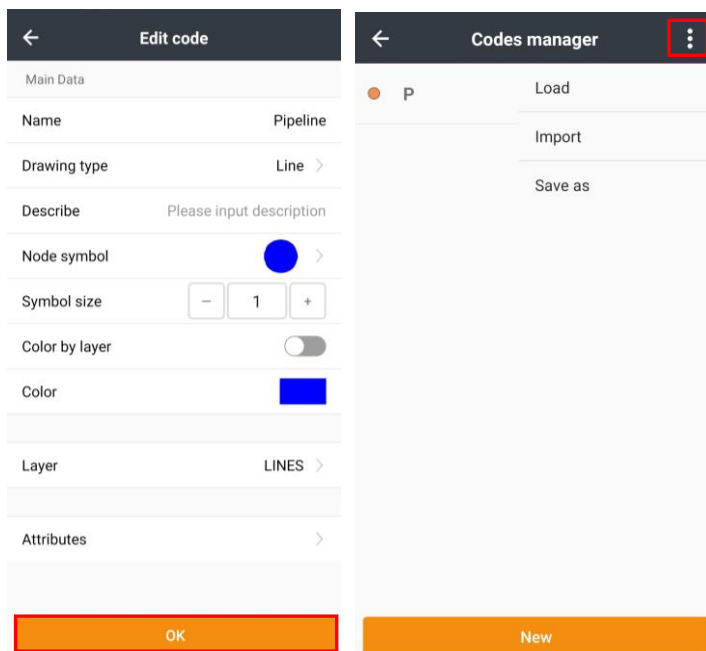 Edit code
Main Data
Name Pipeline
Drawing type Line
Describe Please input description
Node symbol
Symbol size − 1 +
Color by layer
Color
Layer LINES
Attributes
OK
Codes manager
P
Load
Import
Save as
New